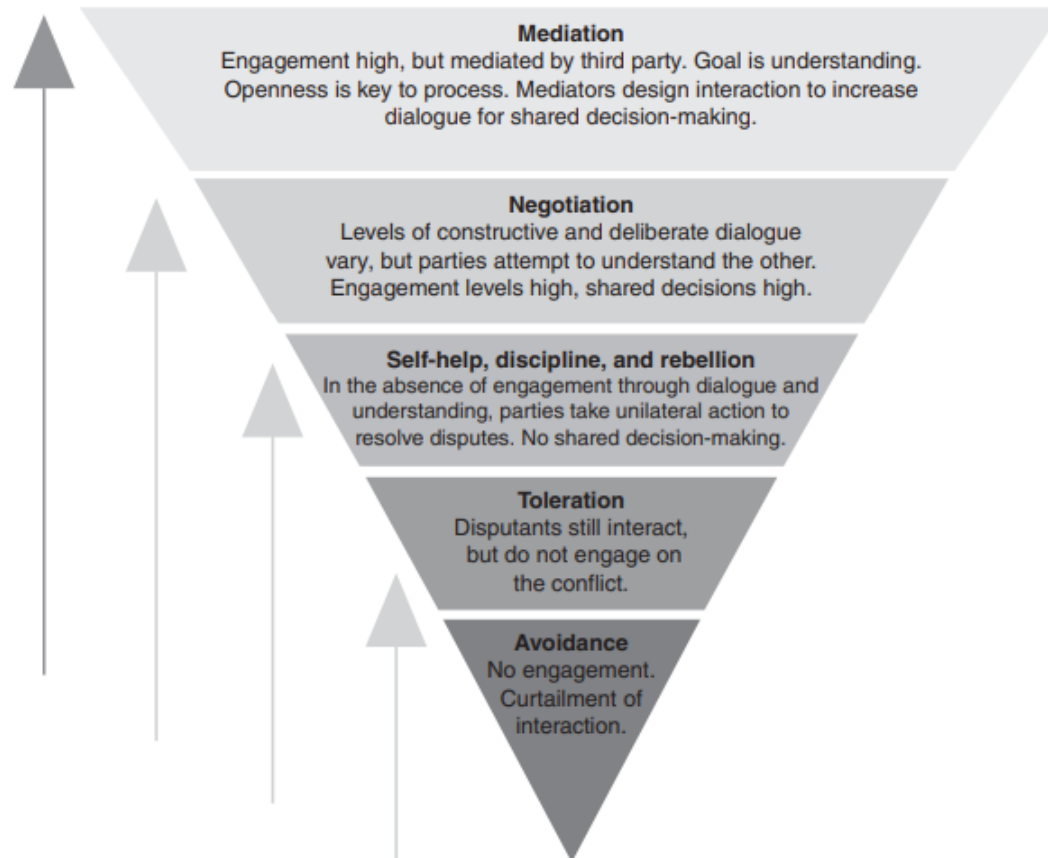 Mediation
Engagement high, but mediated by third party. Goal is understanding.
Openness is key to process. Mediators design interaction to increase
dialogue for shared decision-making.
Negotiation
Levels of constructive and deliberate dialogue
vary, but parties attempt to understand the other.
Engagement levels high, shared decisions high.
Self-help, discipline, and rebellion
In the absence of engagement through dialogue and
understanding, parties take unilateral action to
resolve disputes. No shared decision-making.
Toleration
Disputants still interact,
but do not engage on
the conflict.
Avoidance
No engagement.
Curtailment of
interaction.